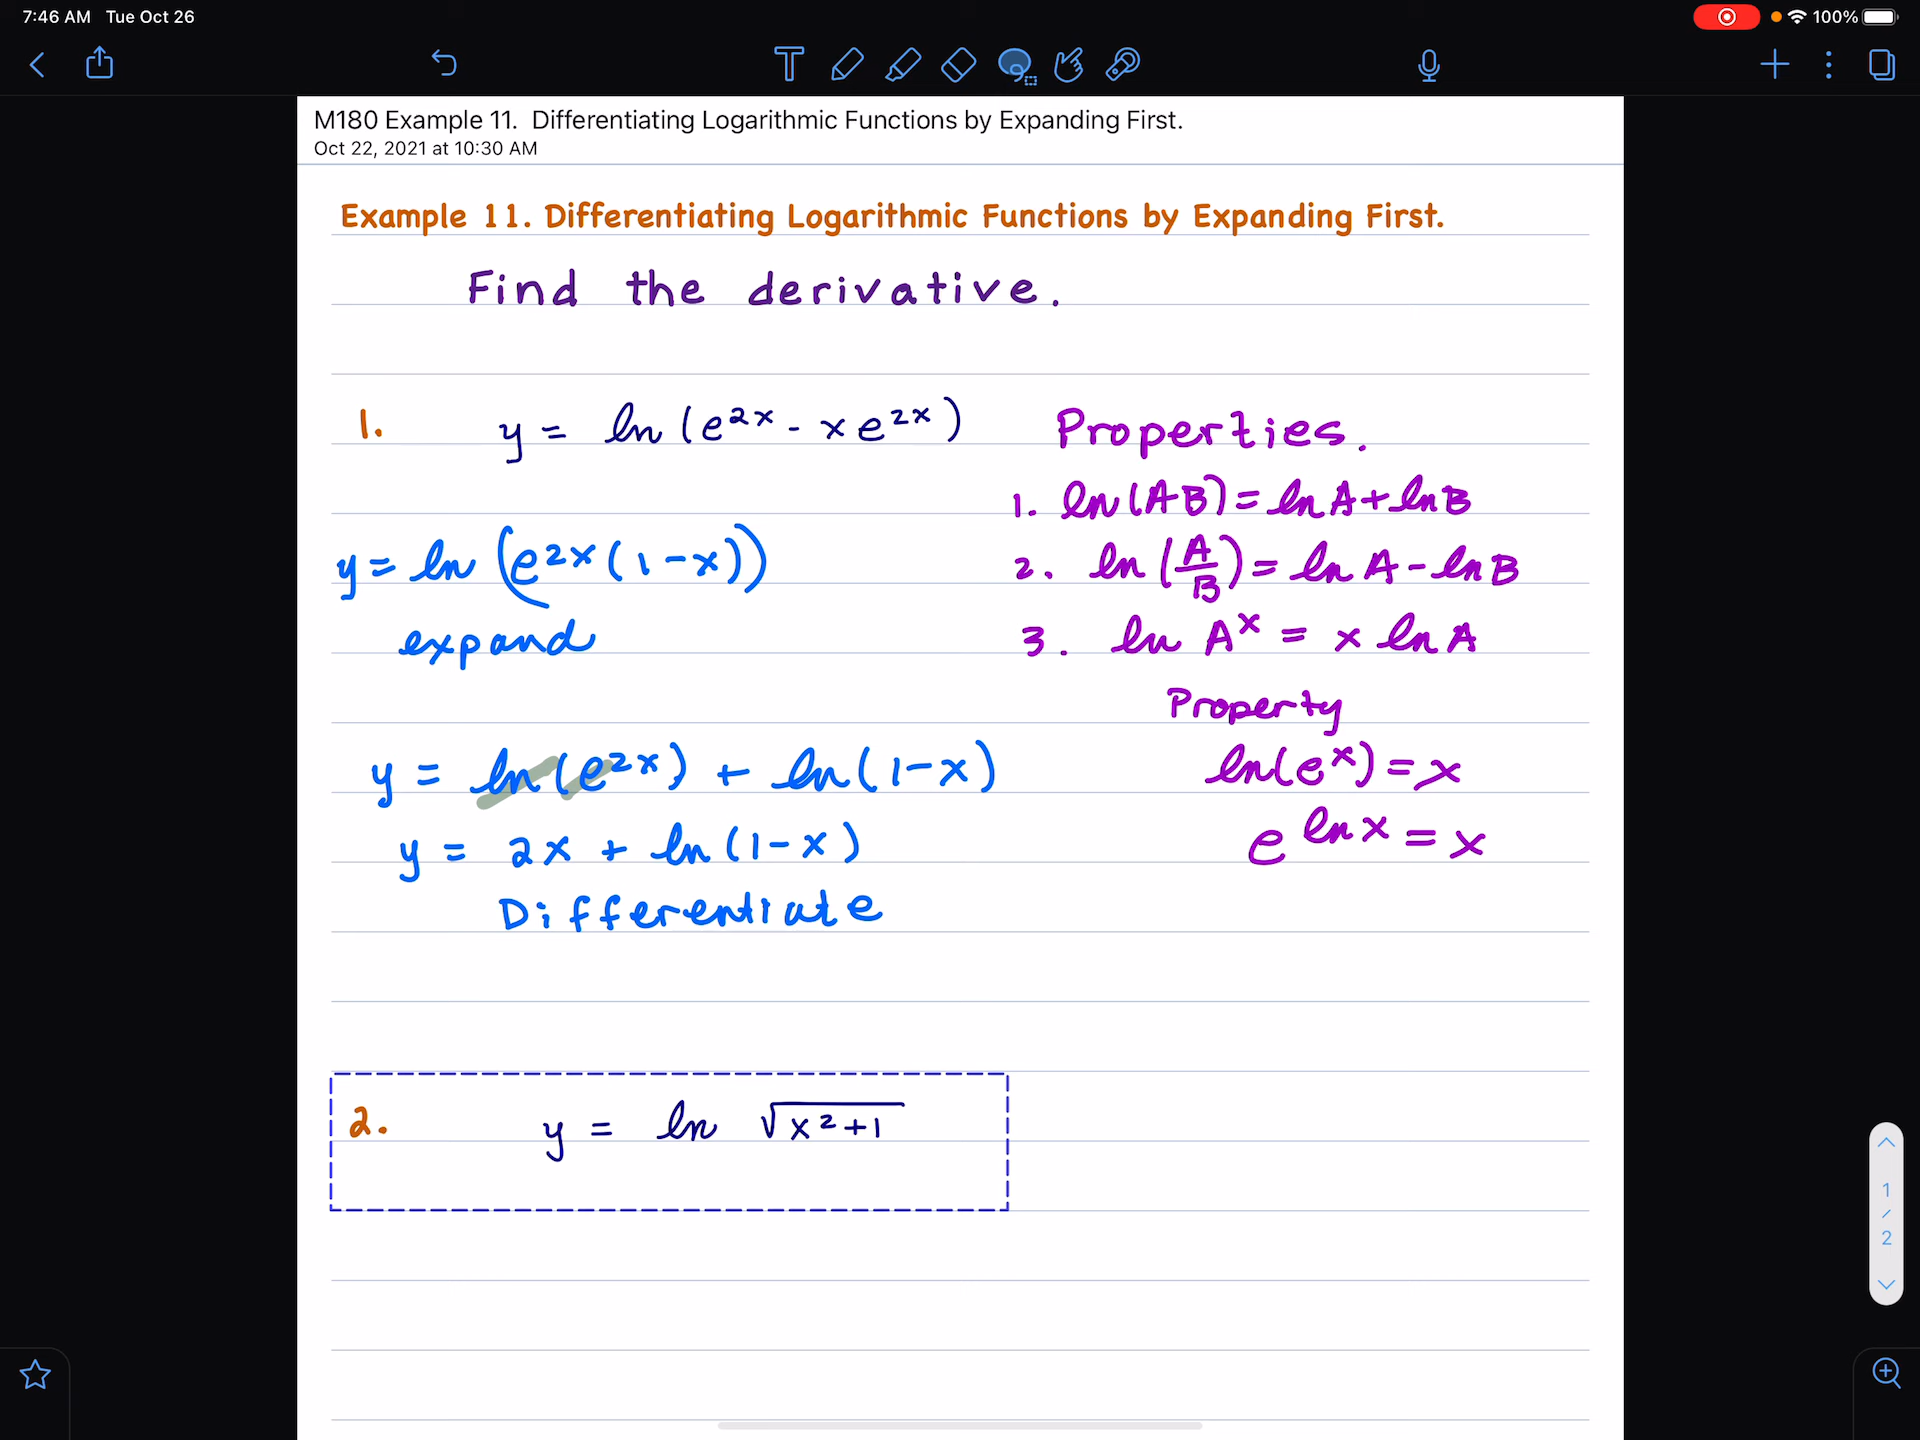 7:46 AM Tue Oct 26
100%
M180 Example 11. Differentiating Logarithmic Functions by Expanding First.
Oct 22, 2021 at 10:30 AM
Example 11. Differentiating Logarithmic Functions by Expanding First.
Find the derivative.
1. y = ln (e^{2x} - xe^{2x})
y = ln (e^{2x}(1-x))
expand
y = ln(e^{2x}) + ln(1-x)
y = 2x + ln(1-x)
Differentiate
Properties.
1. ln(AB) = ln A + ln B
2. ln(A/B) = ln A - ln B
3. ln A^x = x ln A
Property
ln(e^x) = x
e^{ln x} = x
2. y = ln √(x²+1)
1
/
2